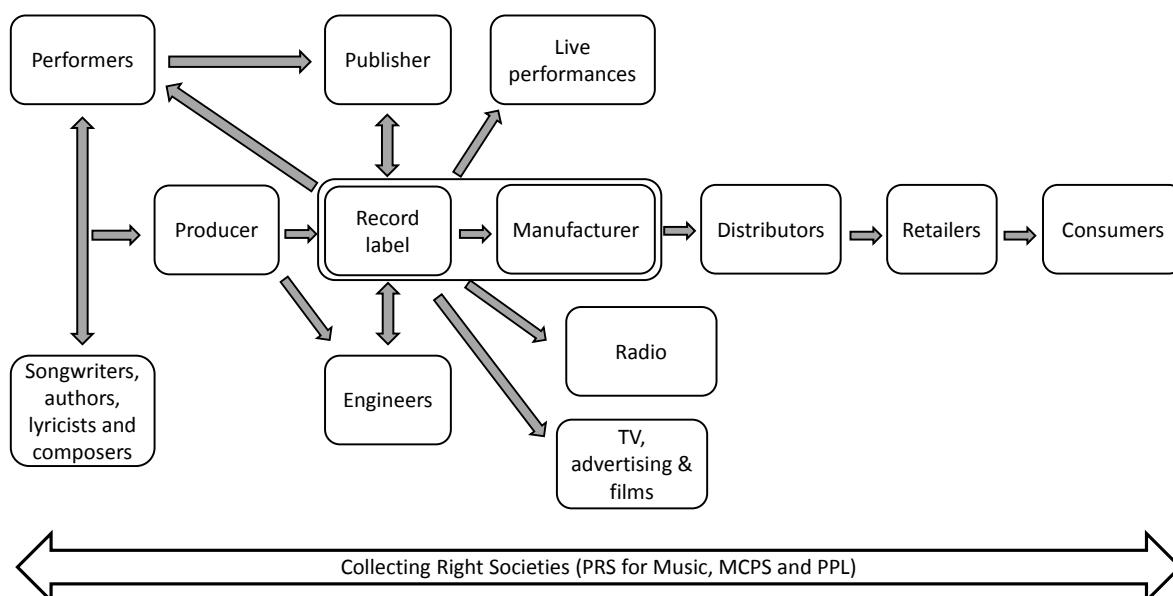 Performers
Publisher
Live
performances
Producer
Record
label
Manufacturer
Distributors
Retailers
Consumers
Songwriters,
authors,
lyricists and
composers
Engineers
Radio
TV,
advertising &
films
Collecting Right Societies (PRS for Music, MCPS and PPL)